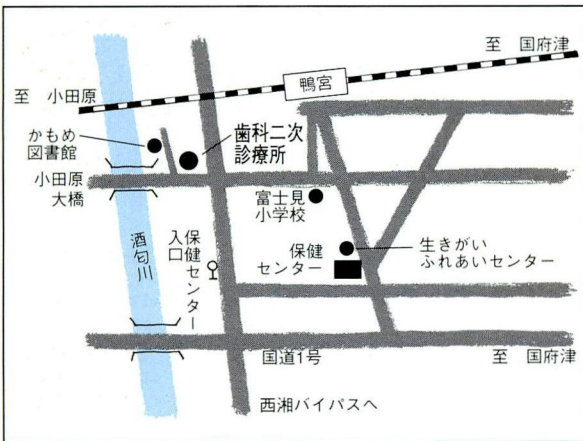 至 国府津
鴨宮
至 小田原
かもめ
図書館
歯科二次
診療所
小田原
大橋
富士見
小学校
酒匂川
保健センター
入口
保健
センター
生きがい
ふれあいセンター
国道1号
至 国府津
西湘バイパスへ